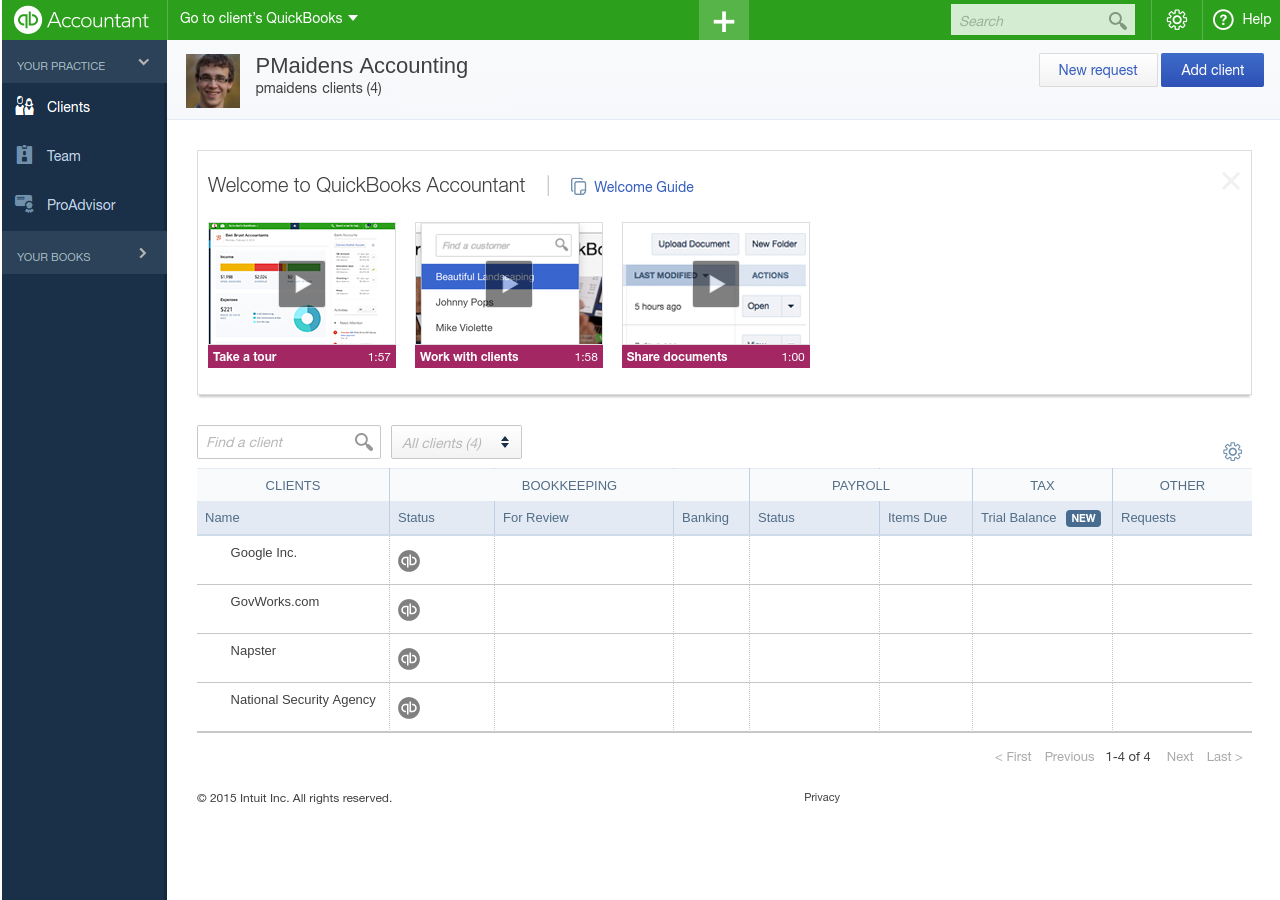 qb Accountant
Go to client's QuickBooks
Search
Help
YOUR PRACTICE
Clients
Team
ProAdvisor
YOUR BOOKS
PMaidens Accounting
pmaidens clients (4)
New request
Add client
Welcome to QuickBooks Accountant
Welcome Guide
Income
Expenses
$221
Take a tour 1:57
Find a customer
Beautiful Landscaping
Johnny Pops
Mike Violette
Work with clients 1:58
Upload Document New Folder
LAST MODIFIED ACTIONS
5 hours ago Open
Share documents 1:00
Find a client
All clients (4)
CLIENTS BOOKKEEPING PAYROLL TAX OTHER
Name Status For Review Banking Status Items Due Trial Balance NEW Requests
Google Inc. qb
GovWorks.com qb
Napster qb
National Security Agency qb
< First Previous 1-4 of 4 Next Last >
© 2015 Intuit Inc. All rights reserved.
Privacy